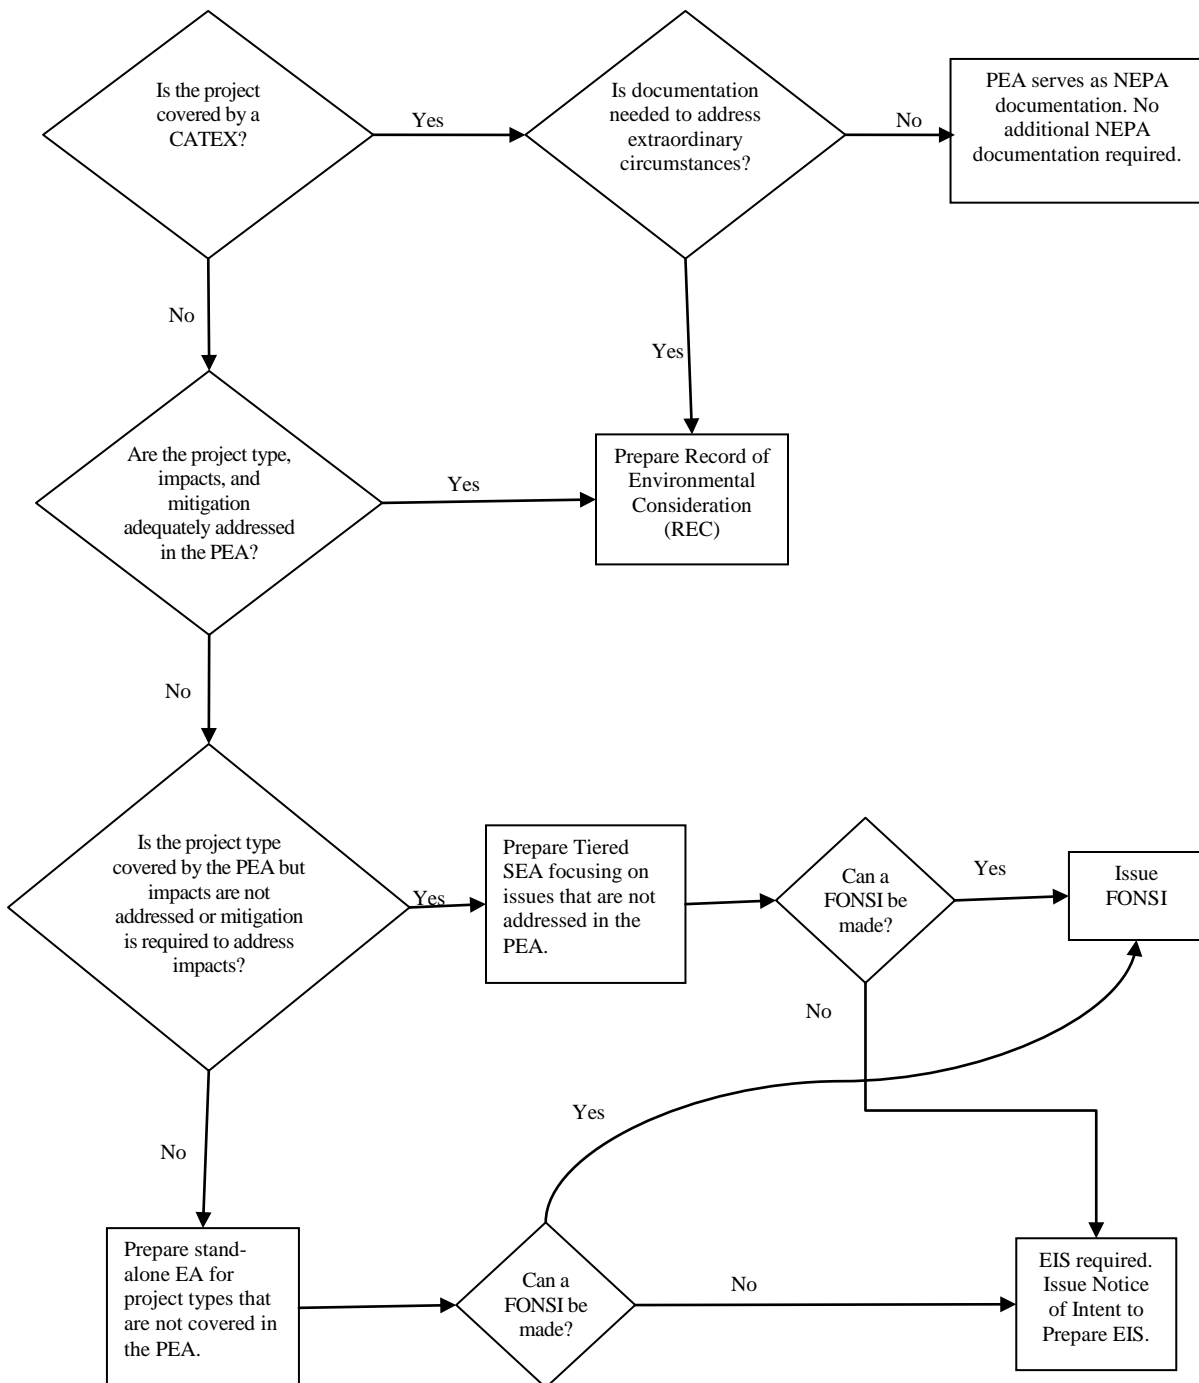 Is the project
covered by a
CATEX?
Yes
Is documentation
needed to address
extraordinary
circumstances?
No
PEA serves as NEPA
documentation. No
additional NEPA
documentation required.
No
Yes
Are the project type,
impacts, and
mitigation
adequately addressed
in the PEA?
Yes
Prepare Record of
Environmental
Consideration
(REC)
No
Is the project type
covered by the PEA but
impacts are not
addressed or mitigation
is required to address
impacts?
Yes
Prepare Tiered
SEA focusing on
issues that are not
addressed in the
PEA.
Can a
FONSI be
made?
Yes
Issue
FONSI
No
No
Yes
Prepare stand-
alone EA for
project types that
are not covered in
the PEA.
Can a
FONSI be
made?
No
EIS required.
Issue Notice
of Intent to
Prepare EIS.